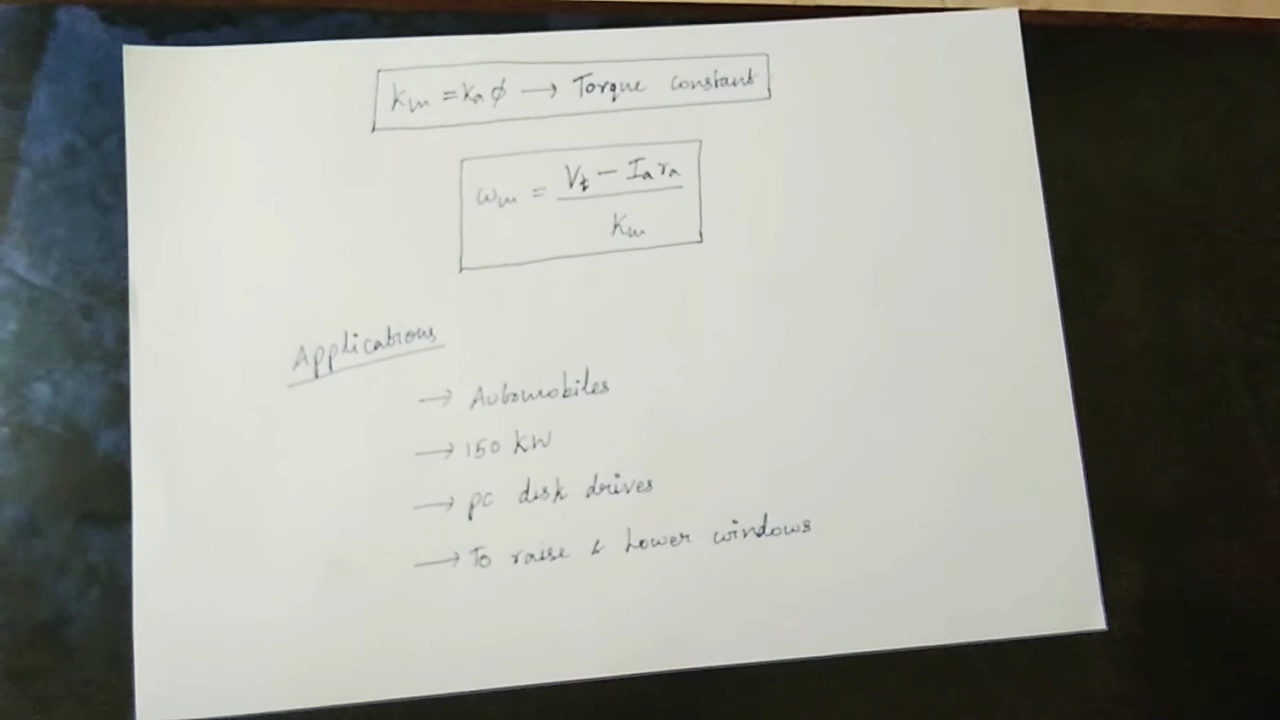 Km = Ka φ → Torque constant
ωm = (Vt − Ia ra) / Km
Applications
→ Automobiles
→ 150 kW
→ pc disk drives
→ To raise & Lower windows